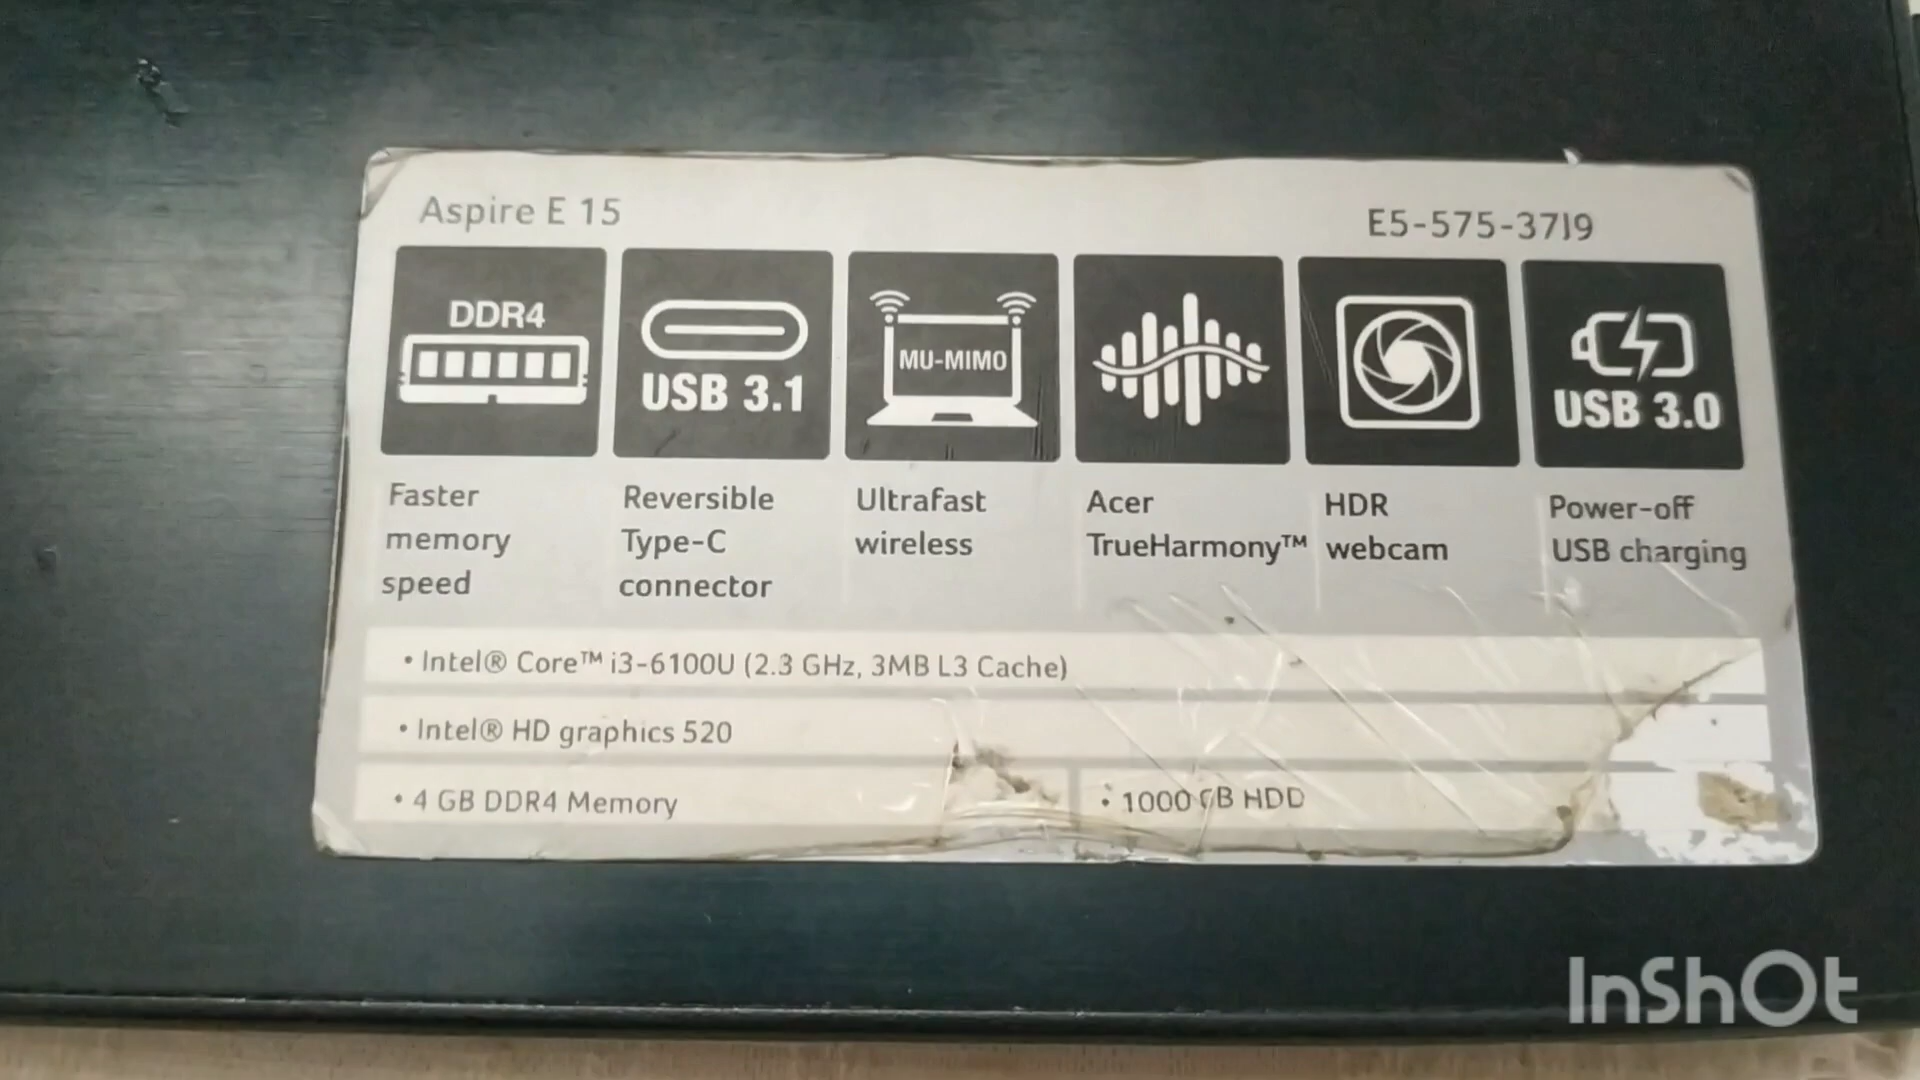 Aspire E 15
E5-575-37J9
DDR4
USB 3.1
MU-MIMO
USB 3.0
Faster
memory
speed
Reversible
Type-C
connector
Ultrafast
wireless
Acer
TrueHarmony™
HDR
webcam
Power-off
USB charging
• Intel® Core™ i3-6100U (2.3 GHz, 3MB L3 Cache)
• Intel® HD graphics 520
• 4 GB DDR4 Memory
• 1000 GB HDD
InShOt